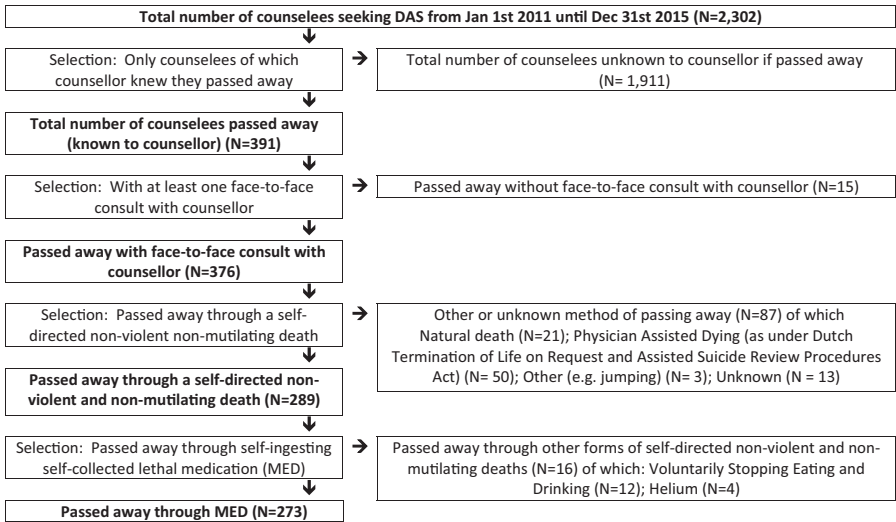 Total number of counselees seeking DAS from Jan 1st 2011 until Dec 31st 2015 (N=2,302)
Selection: Only counselees of which
counsellor knew they passed away
Total number of counselees unknown to counsellor if passed away
(N= 1,911)
Total number of counselees passed away
(known to counsellor) (N=391)
Selection: With at least one face-to-face
consult with counsellor
Passed away without face-to-face consult with counsellor (N=15)
Passed away with face-to-face consult with
counsellor (N=376)
Selection: Passed away through a self-
directed non-violent non-mutilating death
Other or unknown method of passing away (N=87) of which
Natural death (N=21); Physician Assisted Dying (as under Dutch
Termination of Life on Request and Assisted Suicide Review Procedures
Act) (N= 50); Other (e.g. jumping) (N= 3); Unknown (N = 13)
Passed away through a self-directed non-
violent and non-mutilating death (N=289)
Selection: Passed away through self-ingesting
self-collected lethal medication (MED)
Passed away through other forms of self-directed non-violent and non-
mutilating deaths (N=16) of which: Voluntarily Stopping Eating and
Drinking (N=12); Helium (N=4)
Passed away through MED (N=273)